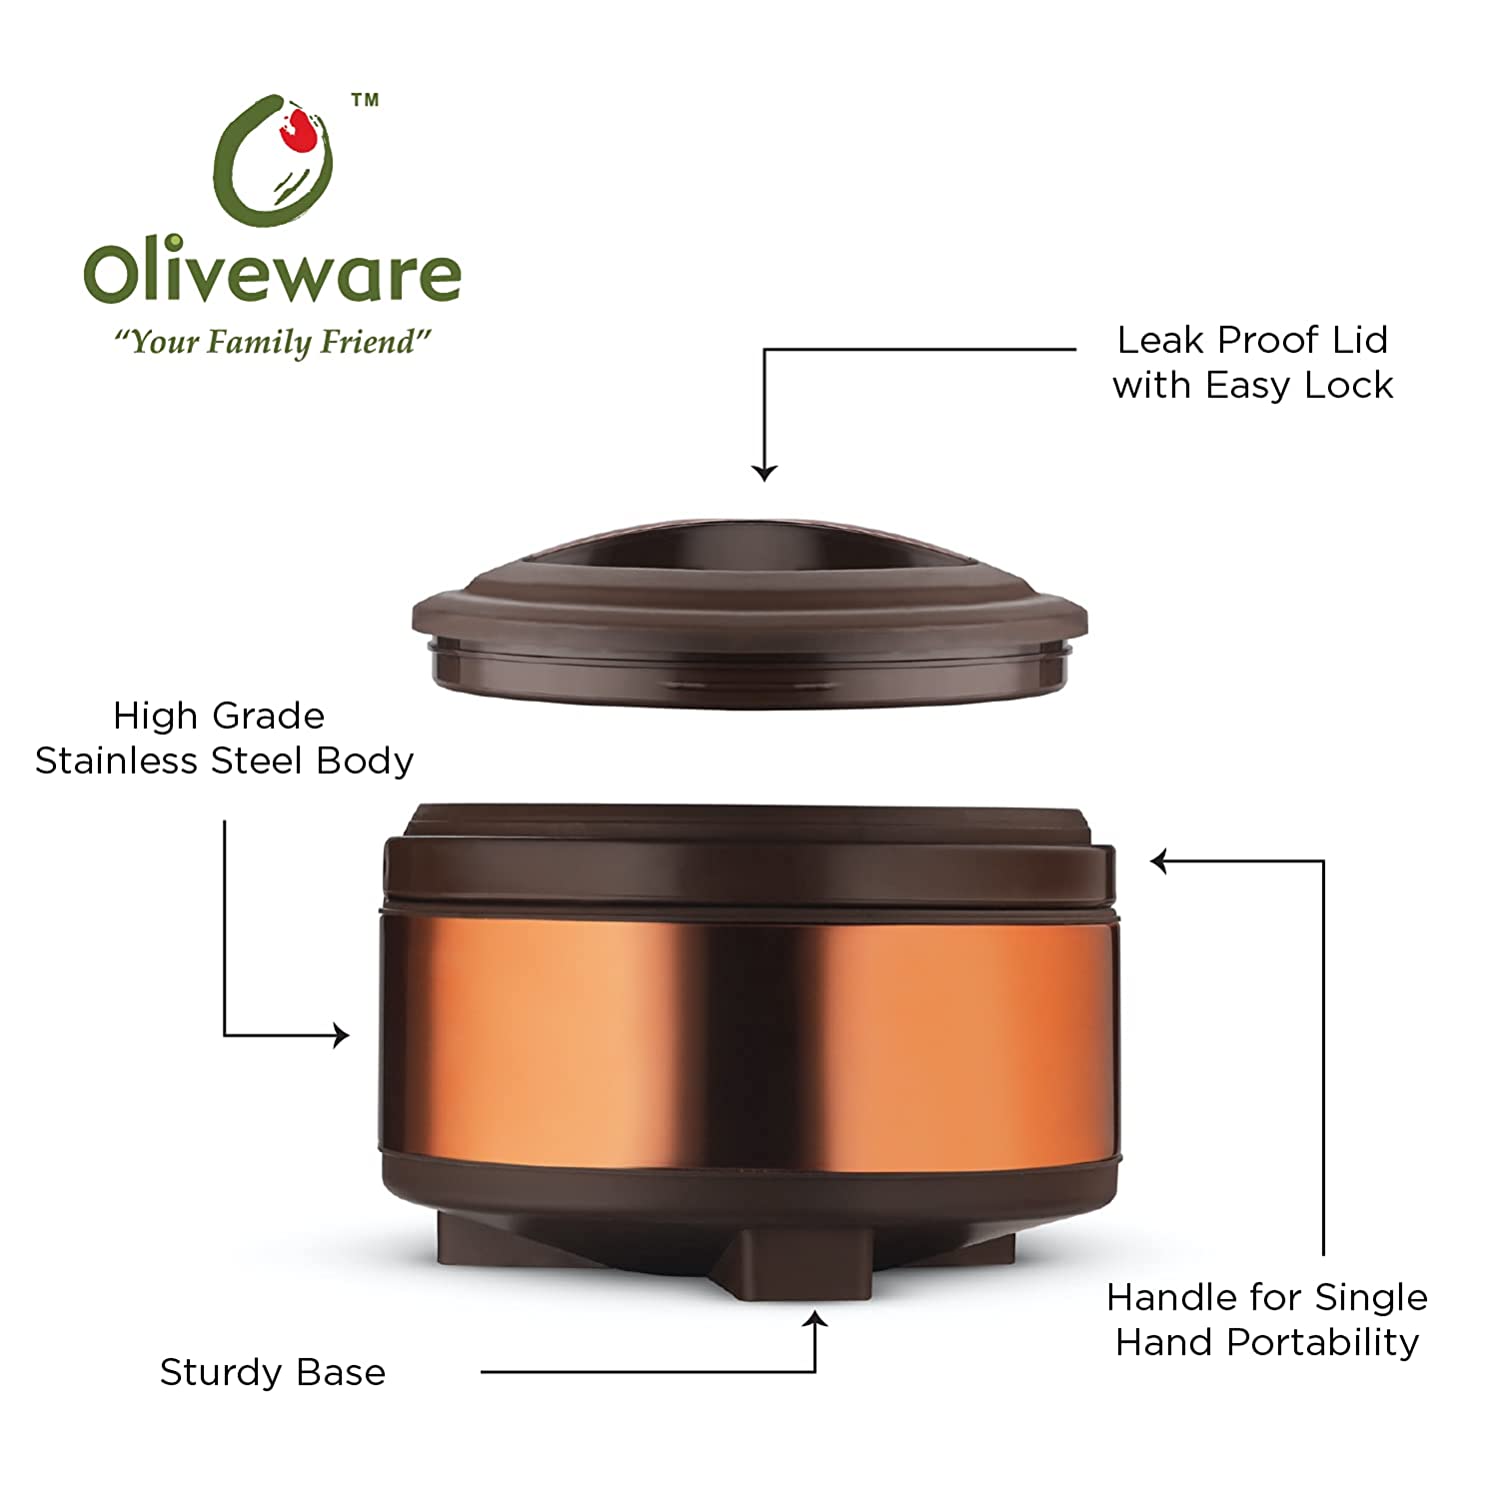 TM
Oliveware
“Your Family Friend”
Leak Proof Lid
with Easy Lock
High Grade
Stainless Steel Body
Handle for Single
Hand Portability
Sturdy Base